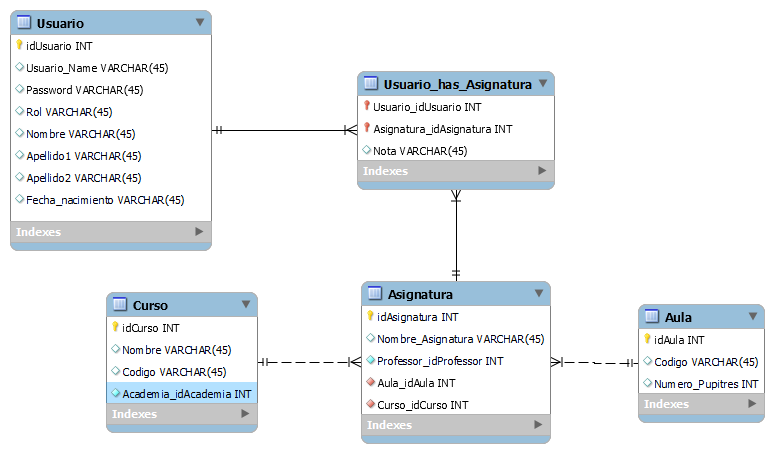 Usuario
idUsuario INT
Usuario_Name VARCHAR(45)
Password VARCHAR(45)
Rol VARCHAR(45)
Nombre VARCHAR(45)
Apellido1 VARCHAR(45)
Apellido2 VARCHAR(45)
Fecha_nacimiento VARCHAR(45)
Indexes
Usuario_has_Asignatura
Usuario_idUsuario INT
Asignatura_idAsignatura INT
Nota VARCHAR(45)
Indexes
Curso
idCurso INT
Nombre VARCHAR(45)
Codigo VARCHAR(45)
Academia_idAcademia INT
Indexes
Asignatura
idAsignatura INT
Nombre_Asignatura VARCHAR(45)
Professor_idProfessor INT
Aula_idAula INT
Curso_idCurso INT
Indexes
Aula
idAula INT
Codigo VARCHAR(45)
Numero_Pupitres INT
Indexes